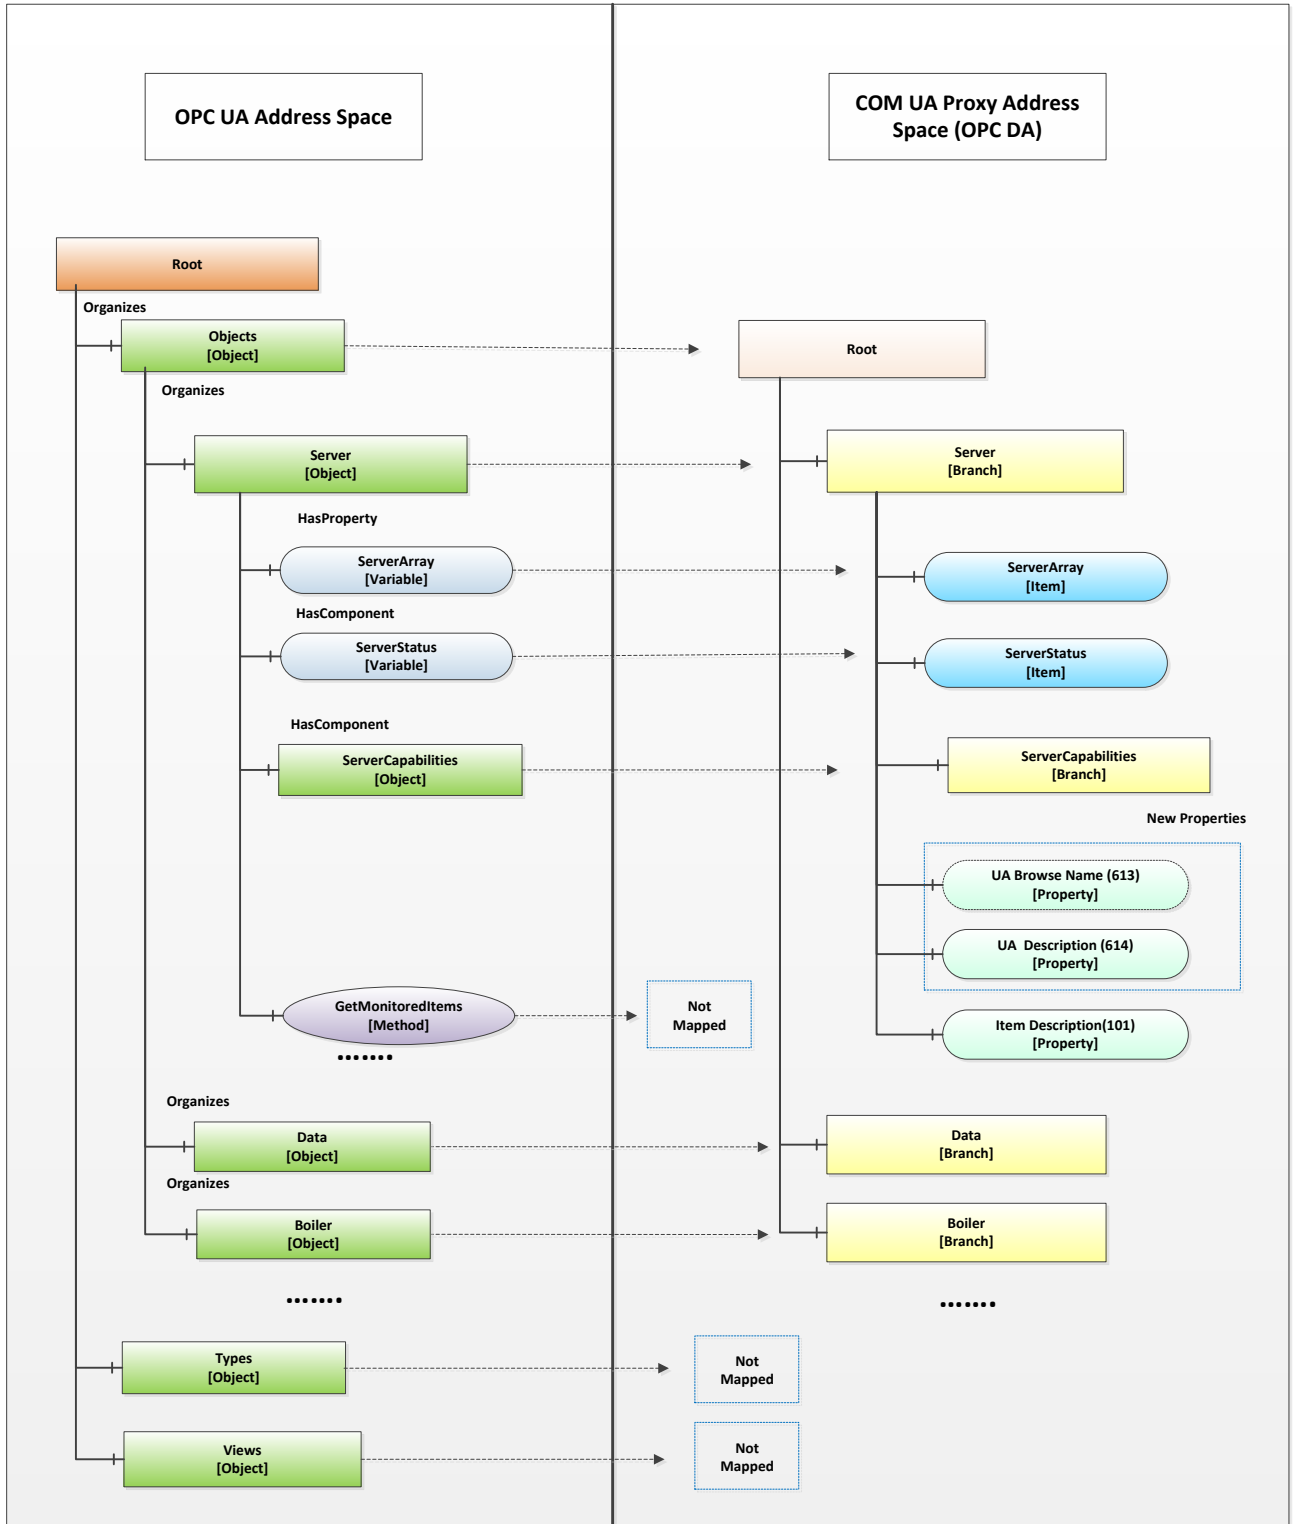 OPC UA Address Space
COM UA Proxy Address
Space (OPC DA)
Root
Organizes
Objects
[Object]
Root
Organizes
Server
[Object]
Server
[Branch]
HasProperty
ServerArray
[Variable]
ServerArray
[Item]
HasComponent
ServerStatus
[Variable]
ServerStatus
[Item]
HasComponent
ServerCapabilities
[Object]
ServerCapabilities
[Branch]
New Properties
UA Browse Name (613)
[Property]
UA  Description (614)
[Property]
GetMonitoredItems
[Method]
Not
Mapped
Item Description(101)
[Property]
.......
Organizes
Data
[Object]
Data
[Branch]
Organizes
Boiler
[Object]
Boiler
[Branch]
.......
.......
Types
[Object]
Not
Mapped
Views
[Object]
Not
Mapped